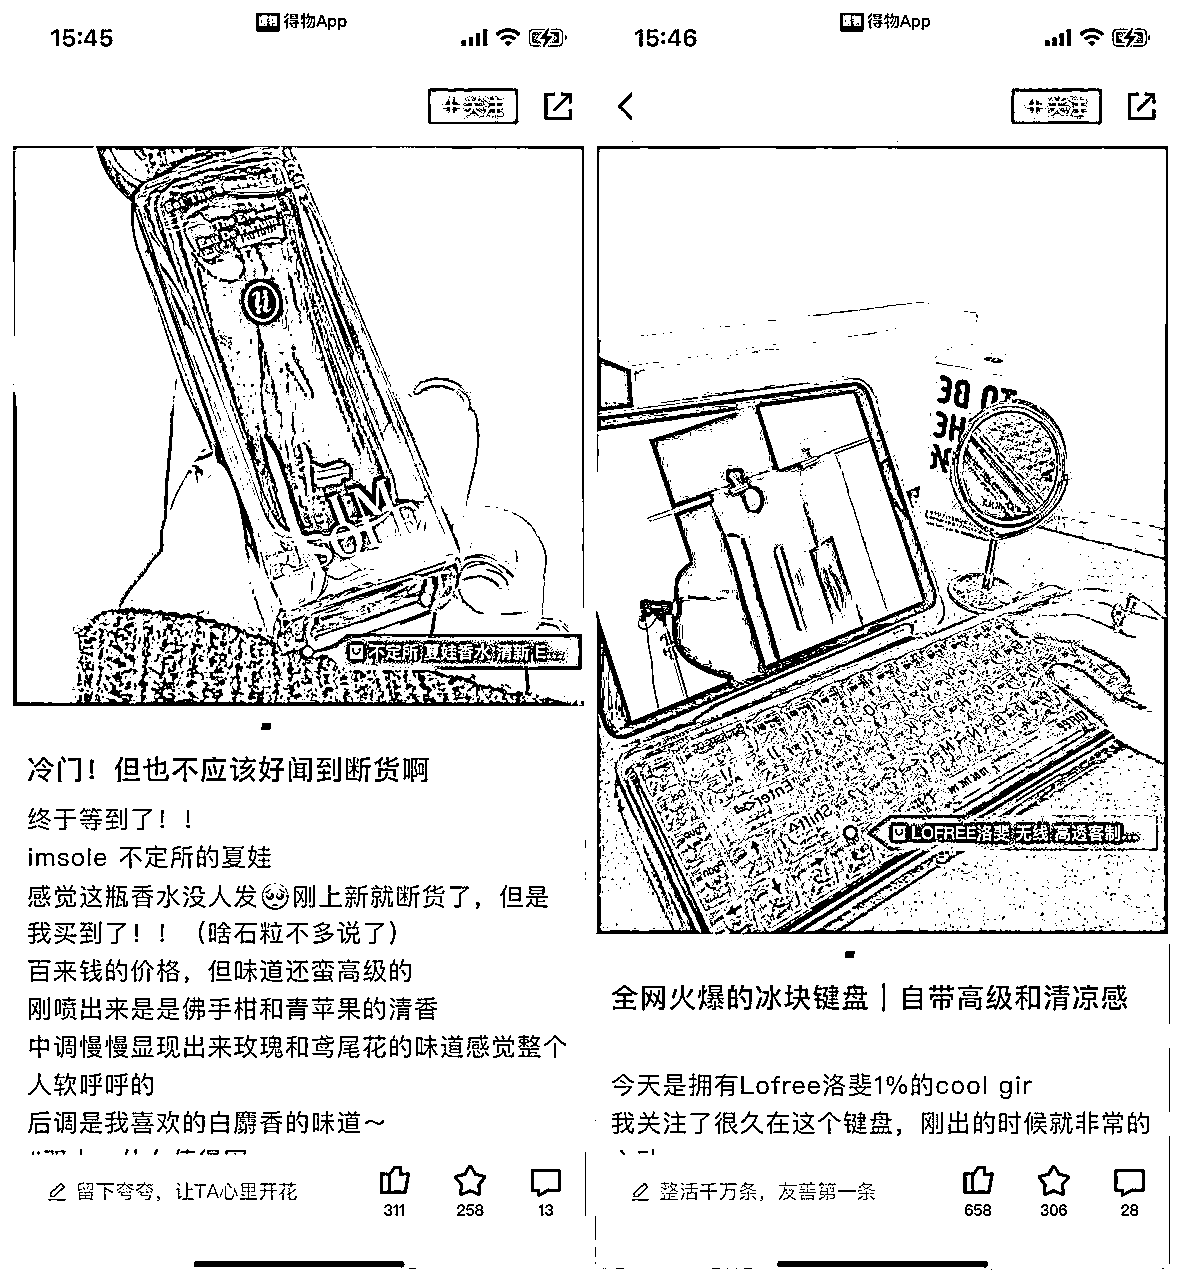 15:45
得物App
关注
IM
不定所 夏娃香水 清新 E...
冷门！但也不应该好闻到断货啊
终于等到了！！
imsole 不定所的夏娃
感觉这瓶香水没人发🥹刚上新就断货了，但是
我买到了！！（啥石粒不多说了）
百来钱的价格，但味道还蛮高级的
刚喷出来是是佛手柑和青苹果的清香
中调慢慢显现出来玫瑰和鸢尾花的味道感觉整个
人软呼呼的
后调是我喜欢的白麝香的味道～
留下夸夸，让TA心里开花
311
258
13
15:46
得物App
关注
TO BE
LOFREE洛斐 无线 高透客制...
全网火爆的冰块键盘｜自带高级和清凉感
今天是拥有Lofree洛斐1%的cool gir
我关注了很久在这个键盘，刚出的时候就非常的
整活千万条，友善第一条
658
306
28